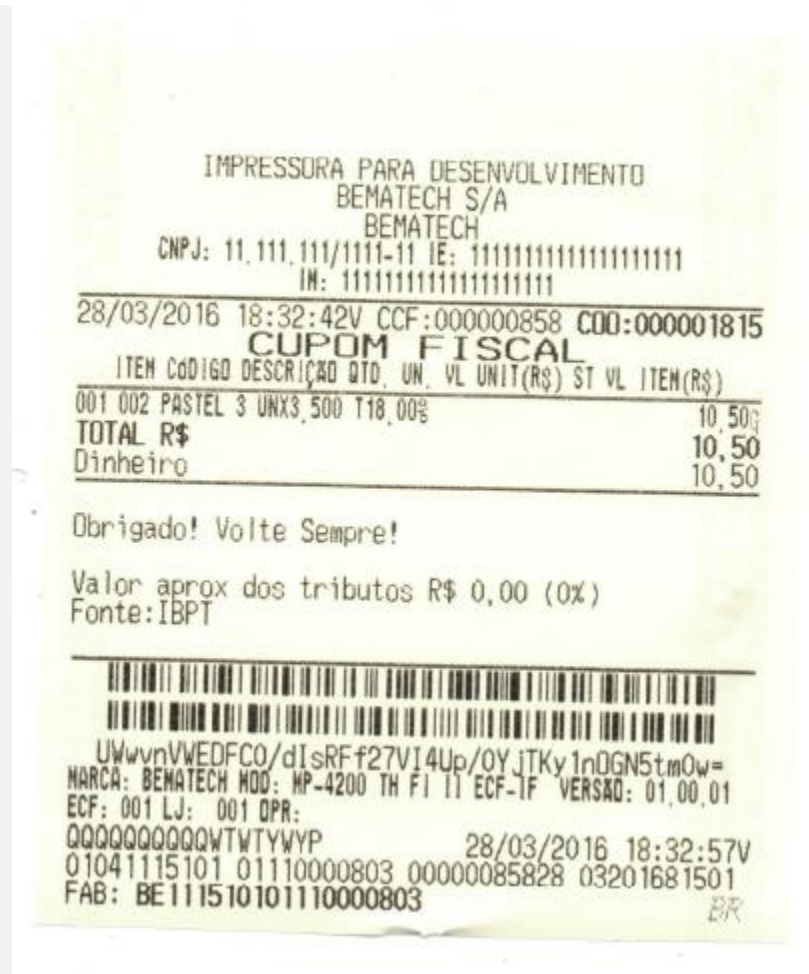 IMPRESSORA PARA DESENVOLVIMENTO
BEMATECH S/A
BEMATECH
CNPJ: 11.111.111/1111-11 IE: 11111111111111111111
IM: 11111111111111111111
28/03/2016 18:32:42V CCF:000000858 COO:000001815
CUPOM FISCAL
ITEM CÓDIGO DESCRIÇÃO QTD. UN. VL UNIT(R$) ST VL ITEM(R$)
001 002 PASTEL 3 UNX3,500 T18,00% 10,50
TOTAL R$ 10,50
Dinheiro 10,50
Obrigado! Volte Sempre!
Valor aprox dos tributos R$ 0,00 (0%)
Fonte:IBPT
UWwvnVWEDFCO/dIsRFf27VI4Up/0YjTKy1nOGN5tmOw=
MARCA: BEMATECH MOD: MP-4200 TH FI II ECF-IF VERSÃO: 01.00.01
ECF: 001 LJ: 001 OPR:
QQQQQQQQQQWTWTYWYP 28/03/2016 18:32:57V
01041115101 01110000803 00000085828 03201681501
FAB: BE111510101110000803
BR